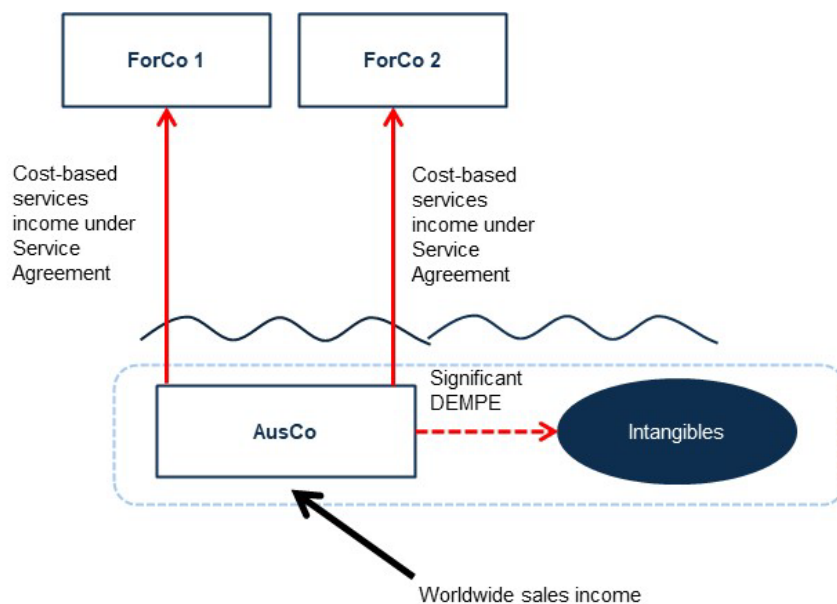 ForCo 1
ForCo 2
Cost-based
services
income under
Service
Agreement
Cost-based
services
income under
Service
Agreement
Significant
DEMPE
AusCo
Intangibles
Worldwide sales income